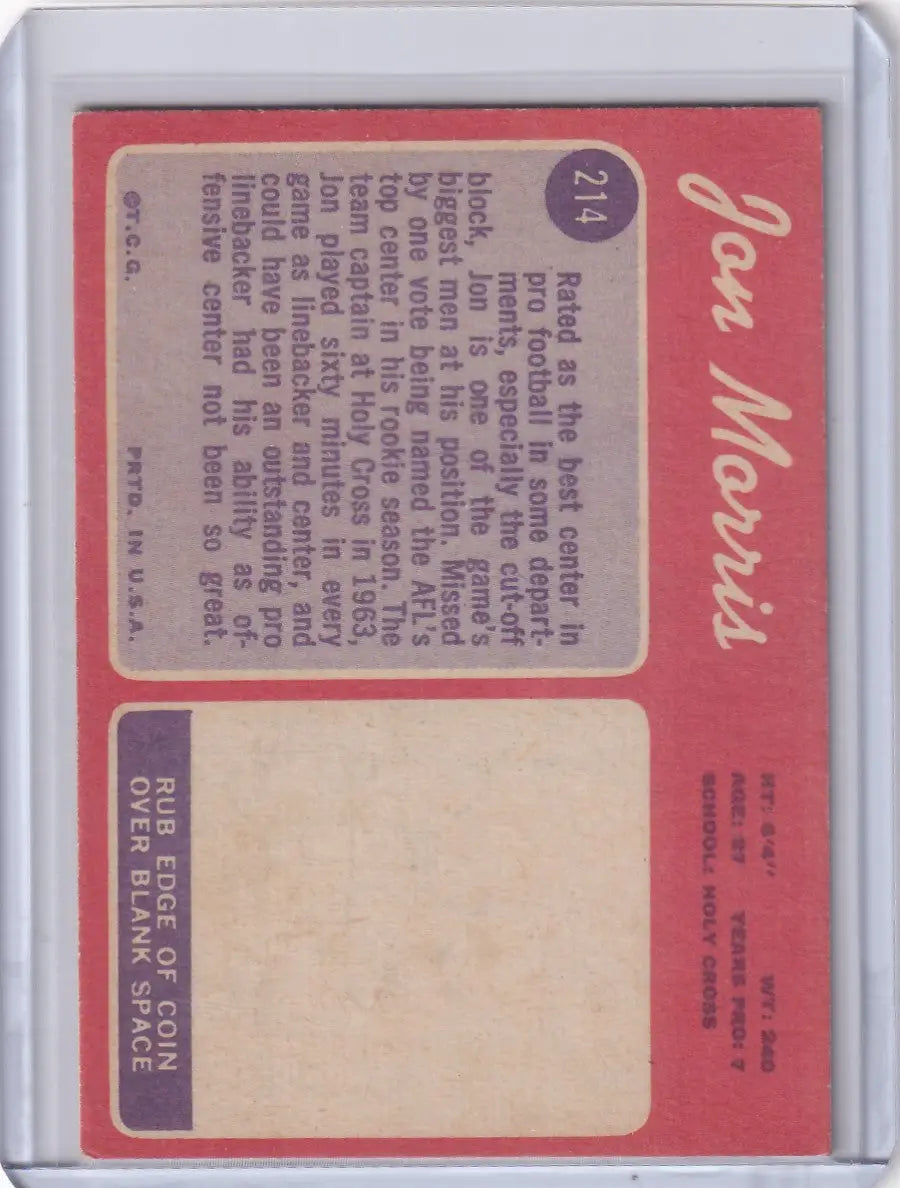 Jon Morris
HT: 6'4" WT: 240
AGE: 27 YEARS PRO: 7
SCHOOL: HOLY CROSS
214
Rated as the best center in
pro football in some depart-
ments, especially the cut-off
block, Jon is one of the game's
biggest men at his position. Missed
by one vote being named the AFL's
top center in his rookie season. The
team captain at Holy Cross in 1963,
Jon played sixty minutes in every
game as linebacker and center, and
could have been an outstanding pro
linebacker had his ability as of-
fensive center not been so great.
©T.C.G. PRTD. IN U.S.A.
RUB EDGE OF COIN
OVER BLANK SPACE